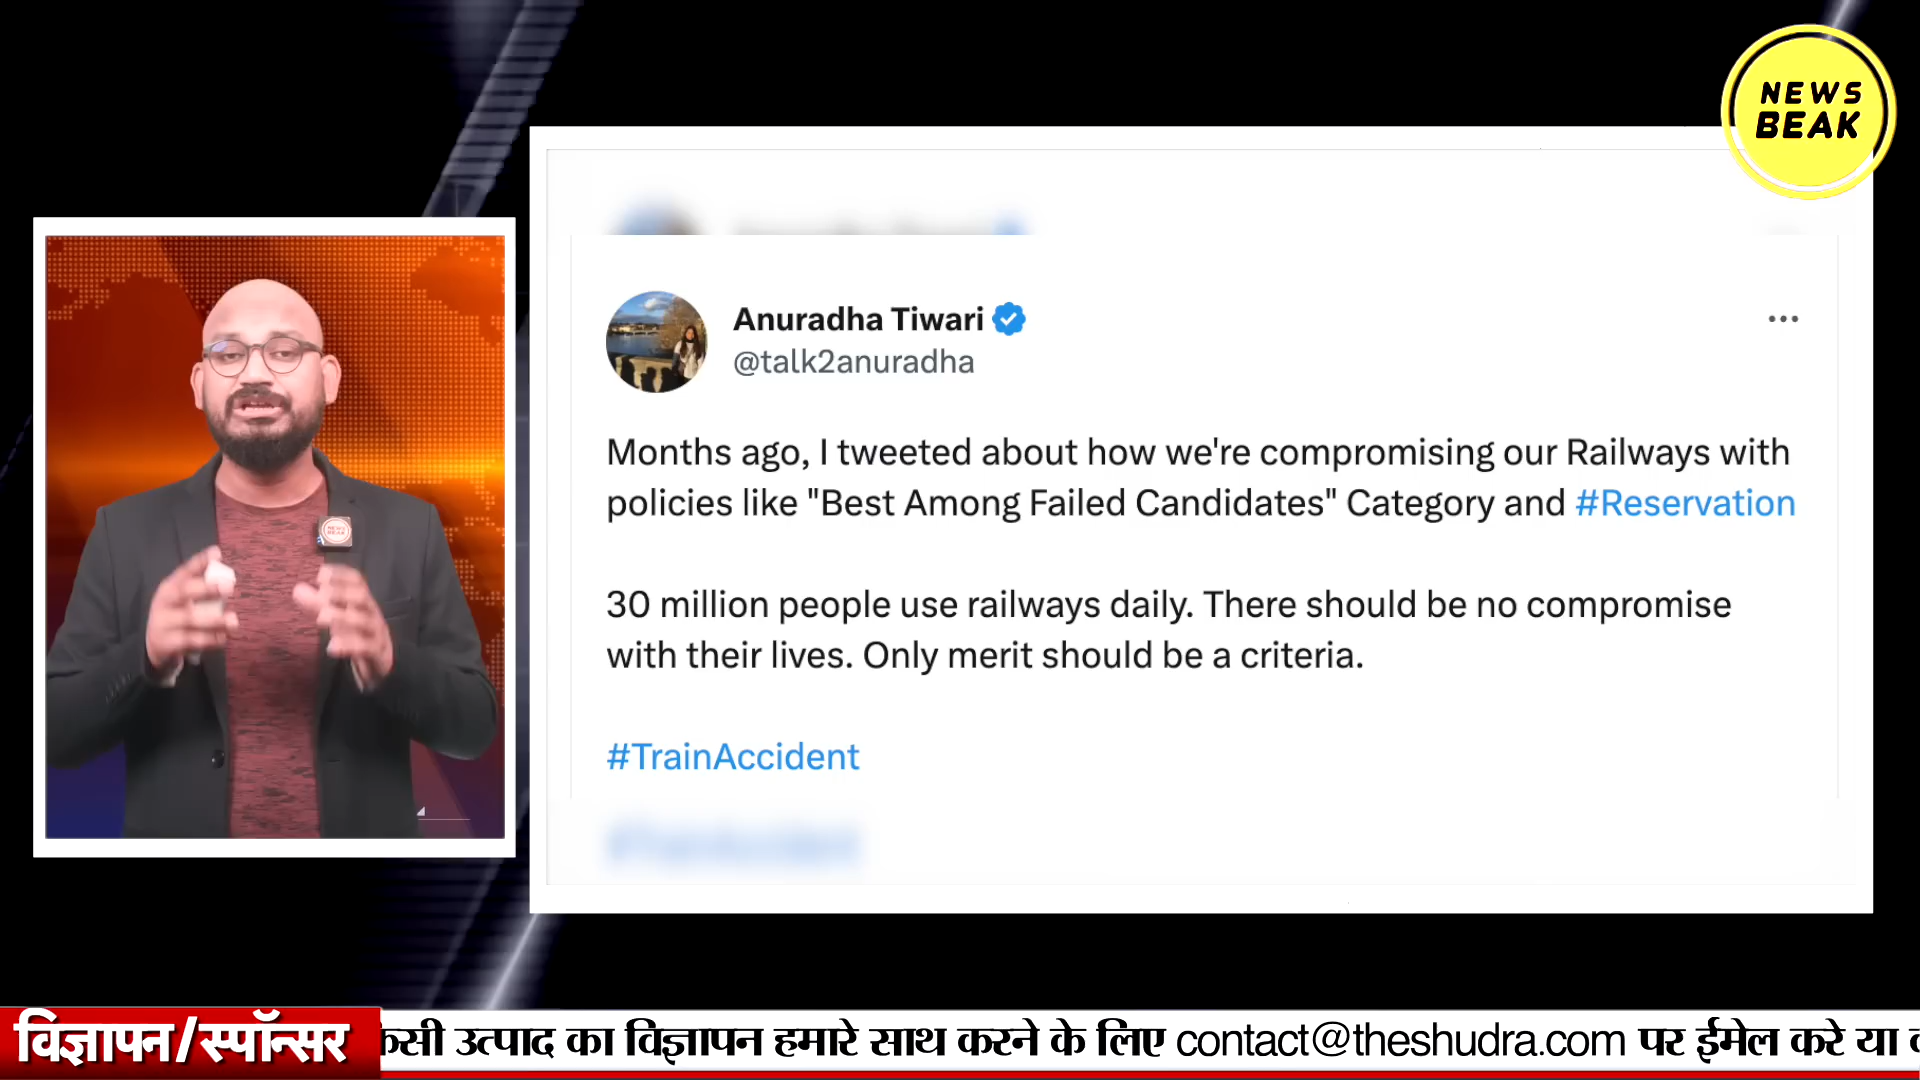 NEWS
BEAK
Anuradha Tiwari
@talk2anuradha
Months ago, I tweeted about how we're compromising our Railways with
policies like "Best Among Failed Candidates" Category and #Reservation
30 million people use railways daily. There should be no compromise
with their lives. Only merit should be a criteria.
#TrainAccident
NEWS
BEAK
विज्ञापन/स्पॉन्सर
उत्पाद का विज्ञापन हमारे साथ करने के लिए contact@theshudra.com पर ईमेल करे या